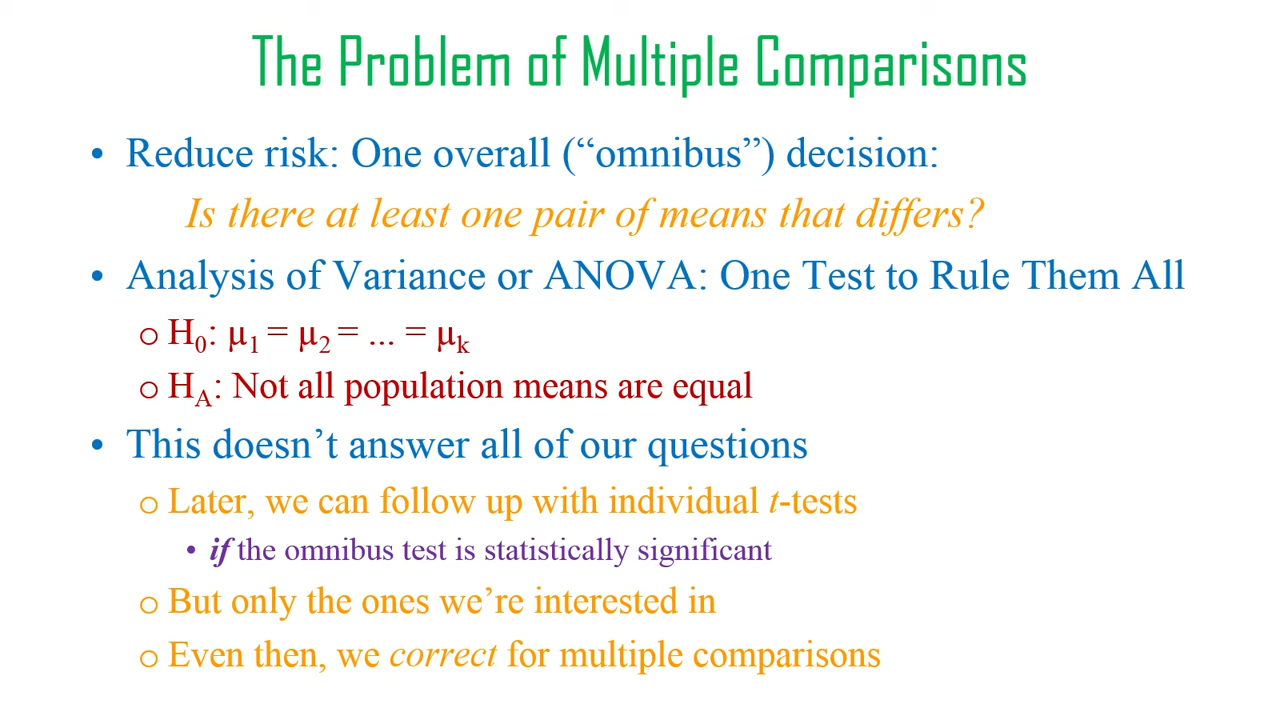 The Problem of Multiple Comparisons
• Reduce risk: One overall (“omnibus”) decision:
Is there at least one pair of means that differs?
• Analysis of Variance or ANOVA: One Test to Rule Them All
o H₀: µ₁ = µ₂ = ... = µₖ
o H_A: Not all population means are equal
• This doesn’t answer all of our questions
o Later, we can follow up with individual t-tests
• if the omnibus test is statistically significant
o But only the ones we’re interested in
o Even then, we correct for multiple comparisons